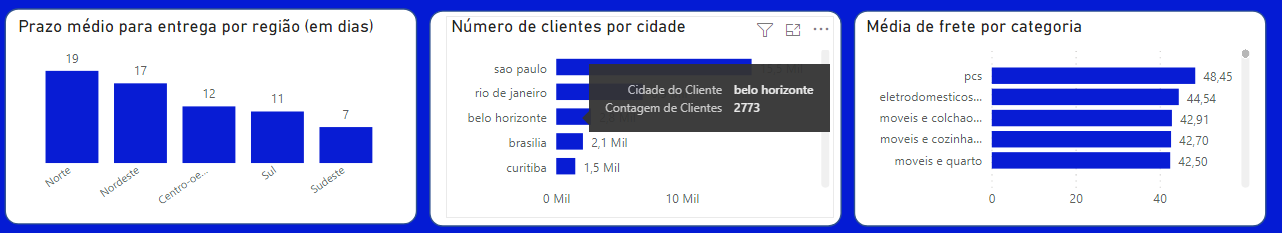 Prazo médio para entrega por região (em dias)
19
17
12
11
7
Norte
Nordeste
Centro-oe...
Sul
Sudeste
Número de clientes por cidade
sao paulo
rio de janeiro
belo horizonte
brasilia
2,1 Mil
curitiba
1,5 Mil
0 Mil
10 Mil
Cidade do Cliente belo horizonte
Contagem de Clientes 2773
Média de frete por categoria
pcs
48,45
eletrodomesticos...
44,54
moveis e colchao...
42,91
moveis e cozinha...
42,70
moveis e quarto
42,50
0
20
40